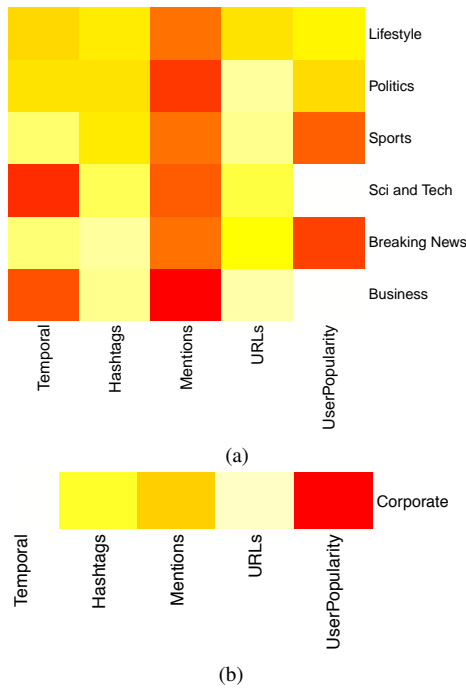 Lifestyle
Politics
Sports
Sci and Tech
Breaking News
Business
Temporal
Hashtags
Mentions
URLs
UserPopularity
(a)
Corporate
Temporal
Hashtags
Mentions
URLs
UserPopularity
(b)